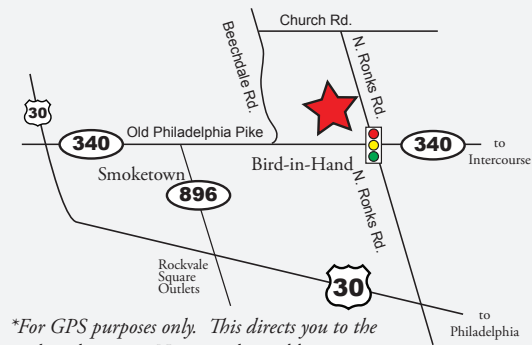 Church Rd.
Beechdale Rd.
N. Ronks Rd.
30
340
Old Philadelphia Pike
340
to
Intercourse
Bird-in-Hand
Smoketown
896
N. Ronks Rd.
Rockvale
Square
Outlets
30
to
Philadelphia
*For GPS purposes only. This directs you to the